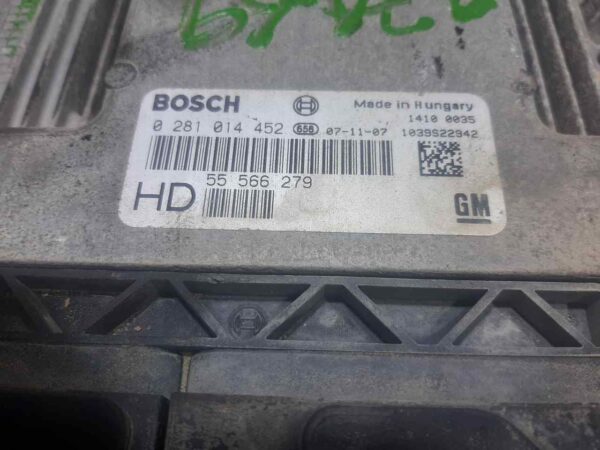 BOSCH Made in Hungary
1410 0035
0 281 014 452 658 07-11-07 1039S22942
55 566 279
HD
GM